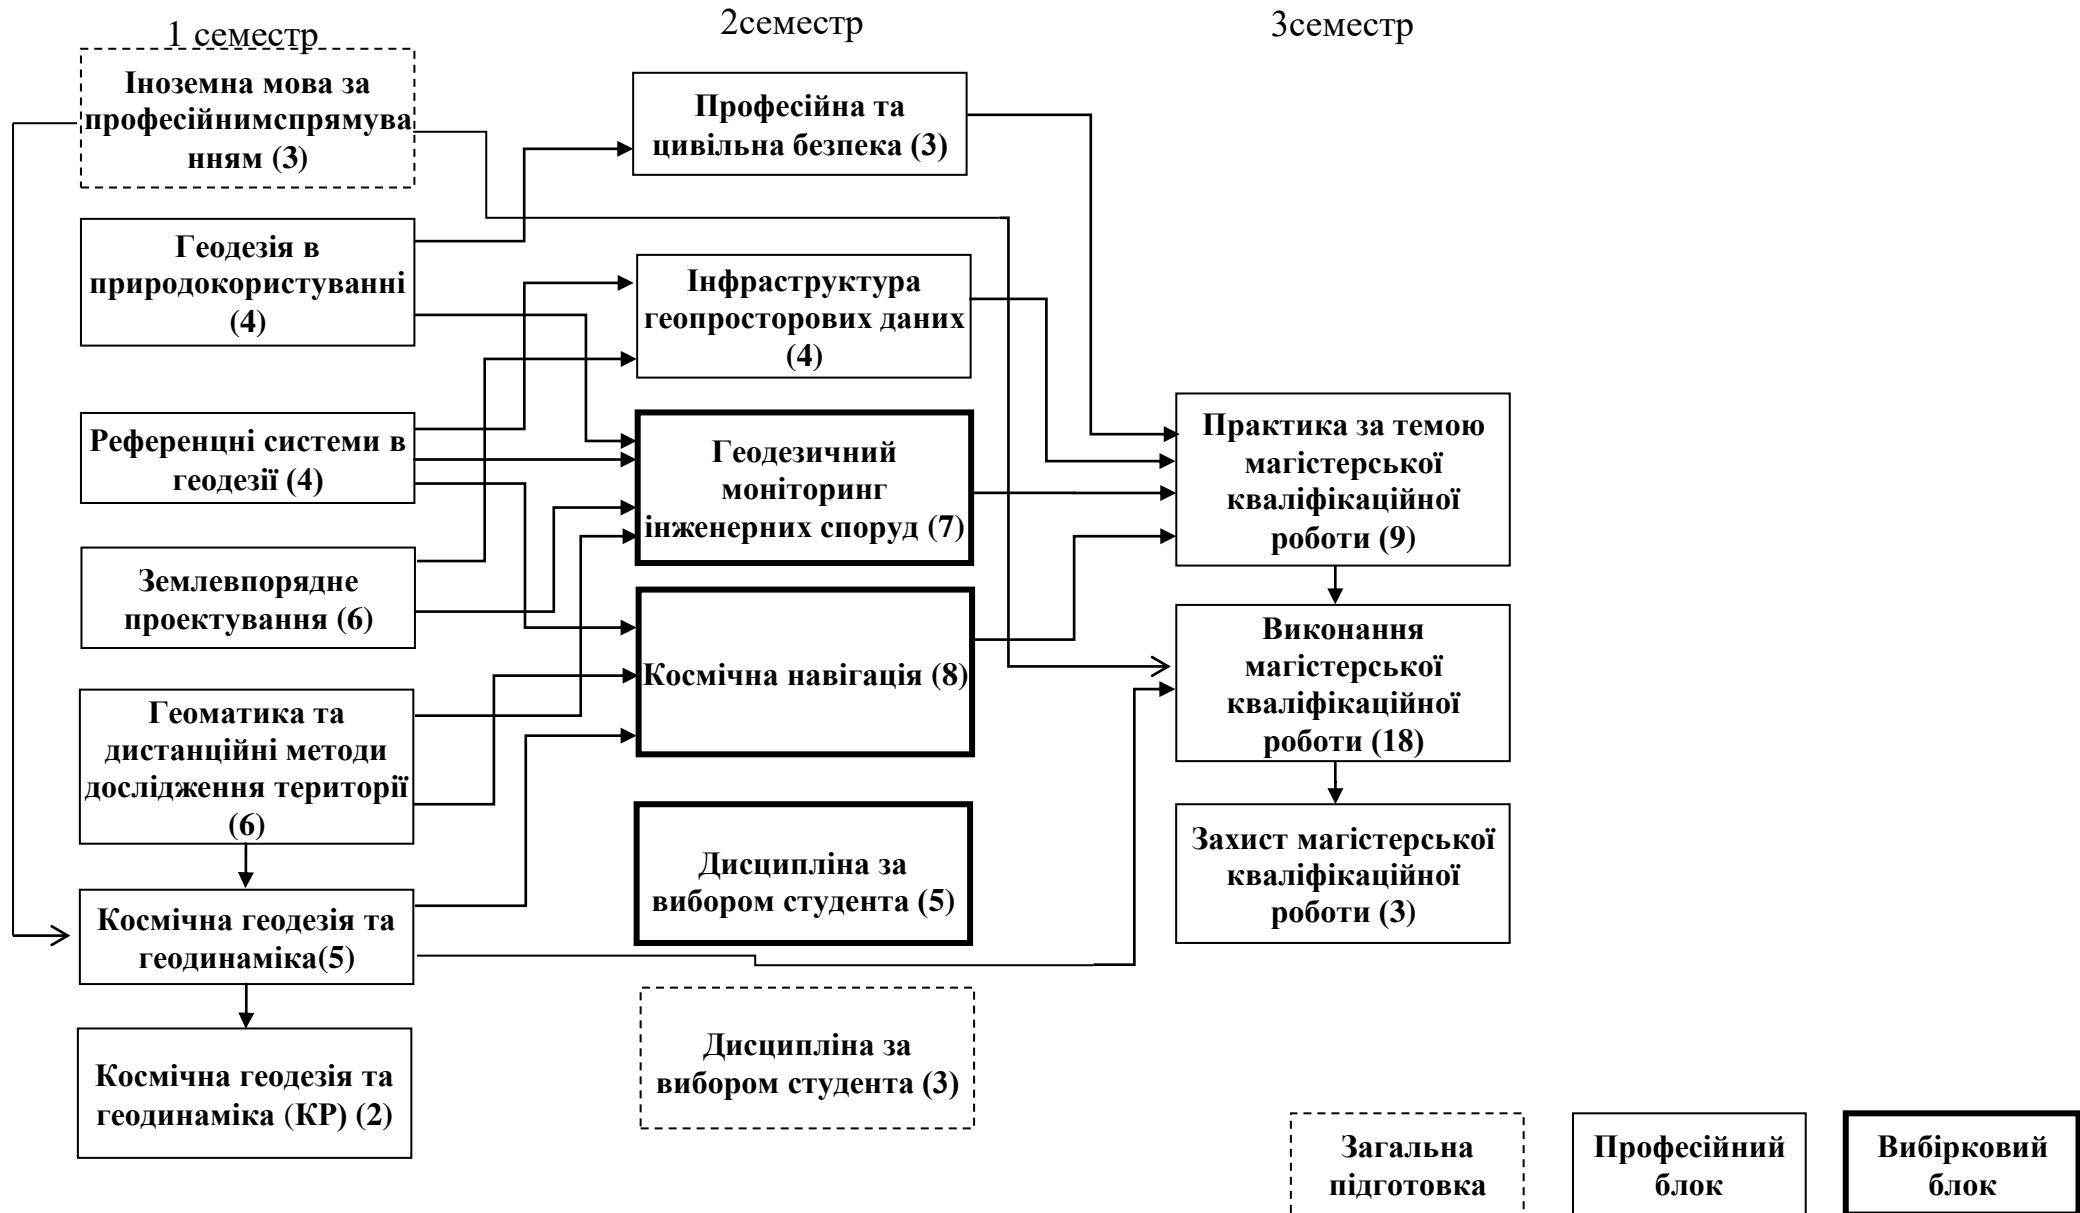 1 семестр
Іноземна мова за
професійнимспрямува
нням (3)
Геодезія в
природокористуванні
(4)
Референцні системи в
геодезії (4)
Землевпорядне
проектування (6)
Геоматика та
дистанційні методи
дослідження території
(6)
Космічна геодезія та
геодинаміка(5)
Космічна геодезія та
геодинаміка (КР) (2)
2семестр
Професійна та
цивільна безпека (3)
Інфраструктура
геопросторових даних
(4)
Геодезичний
моніторинг
інженерних споруд (7)
Космічна навігація (8)
Дисципліна за
вибором студента (5)
Дисципліна за
вибором студента (3)
3семестр
Практика за темою
магістерської
кваліфікаційної
роботи (9)
Виконання
магістерської
кваліфікаційної
роботи (18)
Захист магістерської
кваліфікаційної
роботи (3)
Загальна
підготовка
Професійний
блок
Вибірковий
блок